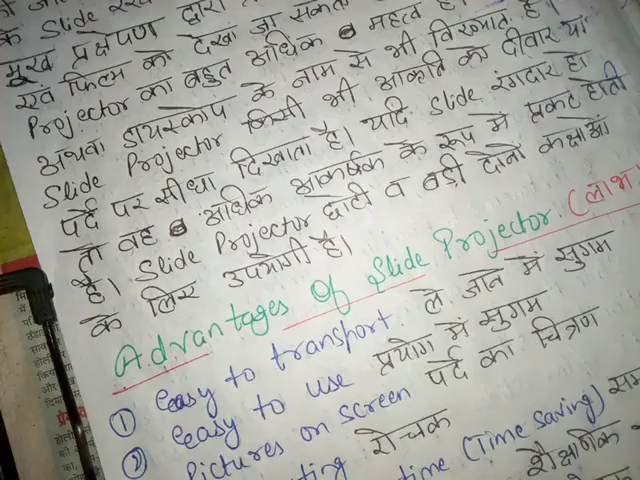 के Slide
मुख्य प्रक्षेपण द्वारा
एवं फिल्म को देखा जा सकता
Projector का बहुत अधिक महत्व है।
अथवा डायस्कोप के नाम से भी विख्यात है।
Slide Projector किसी भी आकृति को दीवार या
पर्दे पर सीधा दिखाता है। यदि Slide रंगदार हो
तो वह अधिक आकर्षक के रूप में प्रकट होती
है। Slide Projector छोटी व बड़ी दोनो कक्षाओं
के लिए उपयोगी है।
Advantages of Slide Projector. (लाभ)
① easy to transport ले जाने में सुगम
② easy to use प्रयोग में सुगम
Pictures on screen पर्दे का चित्रण
रोचक
time (Time saving)
शैक्षणिक